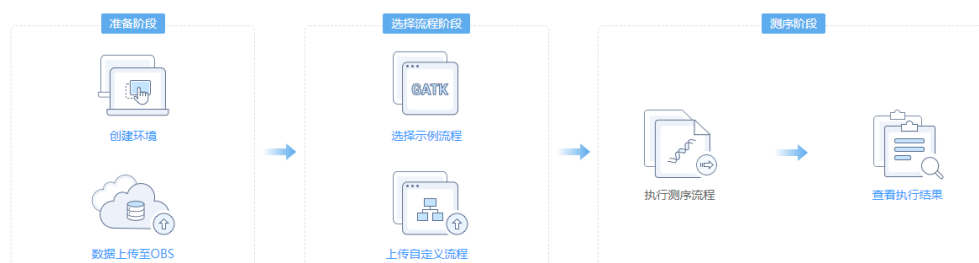 准备阶段
创建环境
数据上传至OBS
选择流程阶段
GATK
选择示例流程
上传自定义流程
测序阶段
执行测序流程
查看执行结果